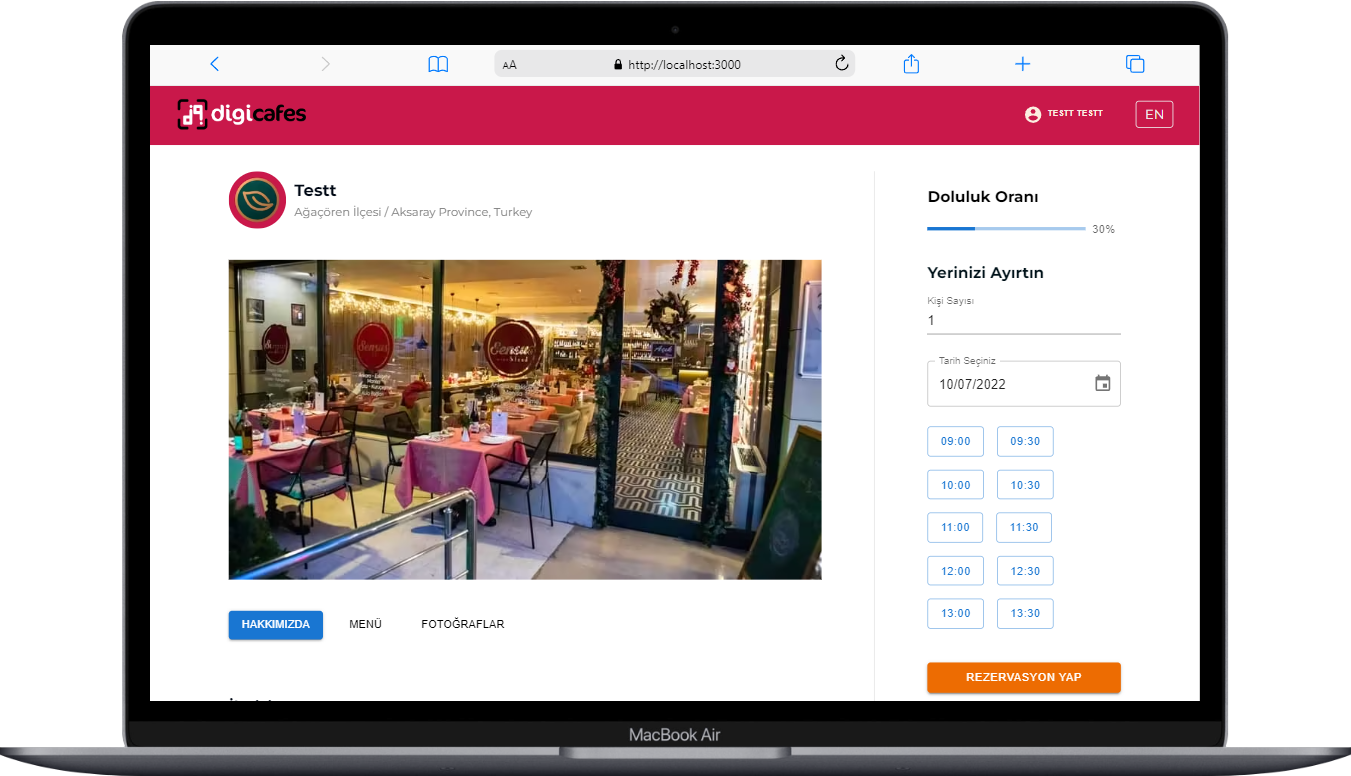 AA
http://localhost:3000
digicafes
TESTT TESTT
EN
Testt
Ağaçören İlçesi / Aksaray Province, Turkey
Sensus
HAKKIMIZDA
MENÜ
FOTOĞRAFLAR
Doluluk Oranı
30%
Yerinizi Ayırtın
Kişi Sayısı
1
Tarih Seçiniz
10/07/2022
09:00 09:30
10:00 10:30
11:00 11:30
12:00 12:30
13:00 13:30
REZERVASYON YAP
MacBook Air